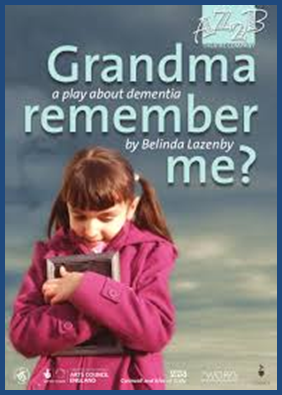 Grandma
a play about dementia
remember
by Belinda Lazenby
me?
ARTS COUNCIL
ENGLAND